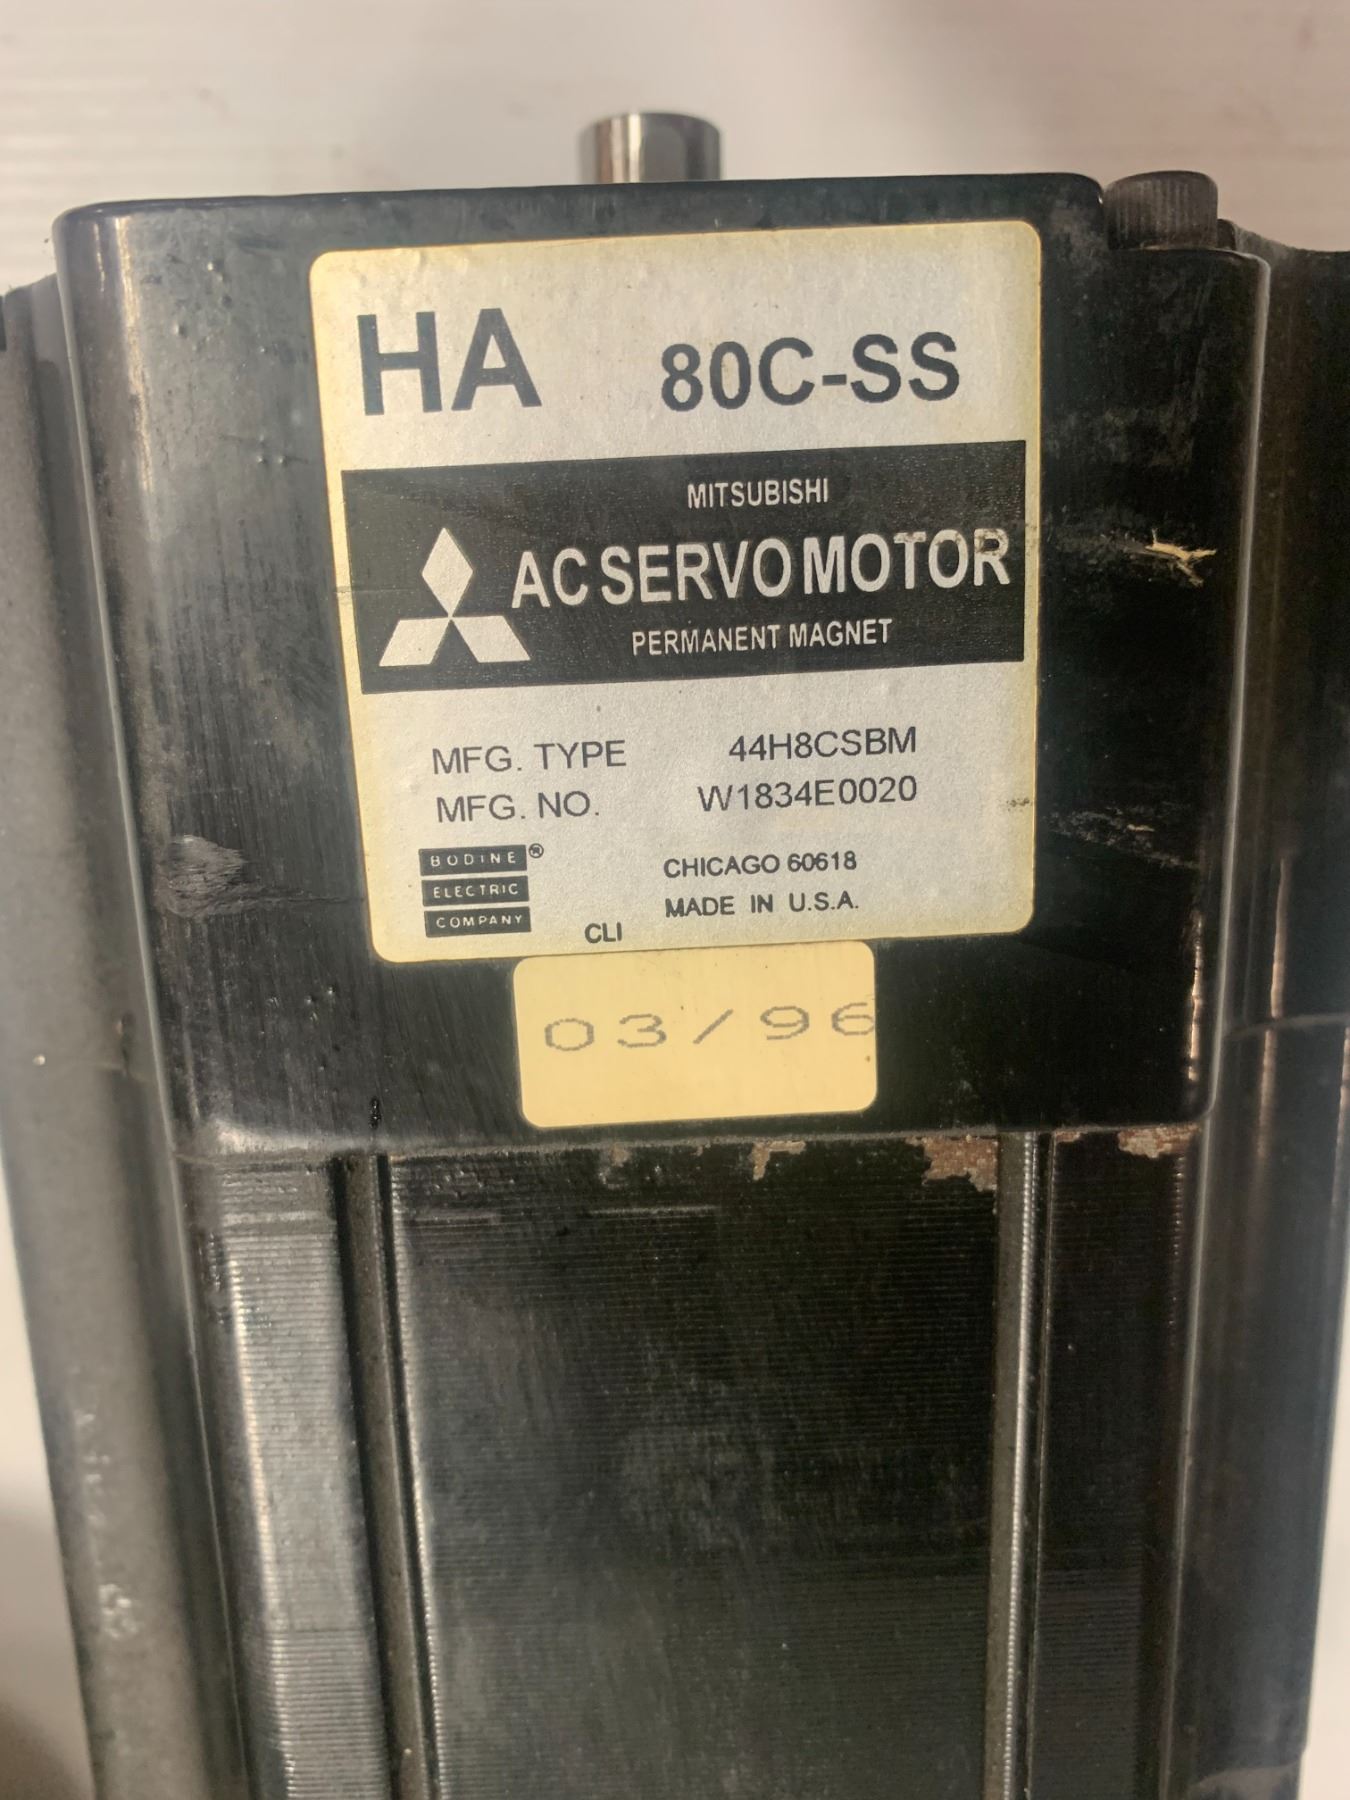 HA 80C-SS
MITSUBISHI
AC SERVO MOTOR
PERMANENT MAGNET
MFG. TYPE 44H8CSBM
MFG. NO. W1834E0020
BODINE ®
ELECTRIC
COMPANY
CHICAGO 60618
MADE IN U.S.A.
CLI
03/96